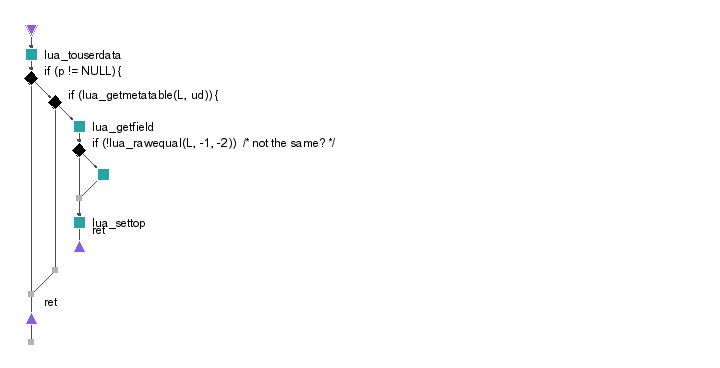 lua_touserdata
if (p != NULL) {
if (lua_getmetatable(L, ud)) {
lua_getfield
if (!lua_rawequal(L, -1, -2))  /* not the same? */
lua_settop
ret
ret